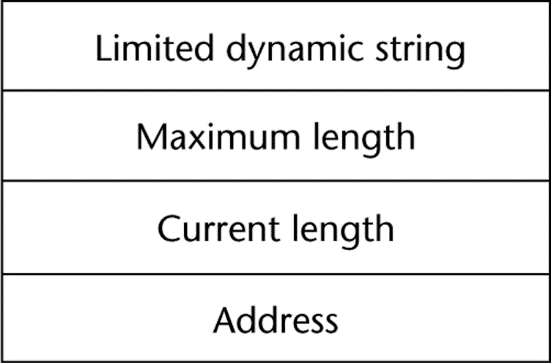 Limited dynamic string
Maximum length
Current length
Address